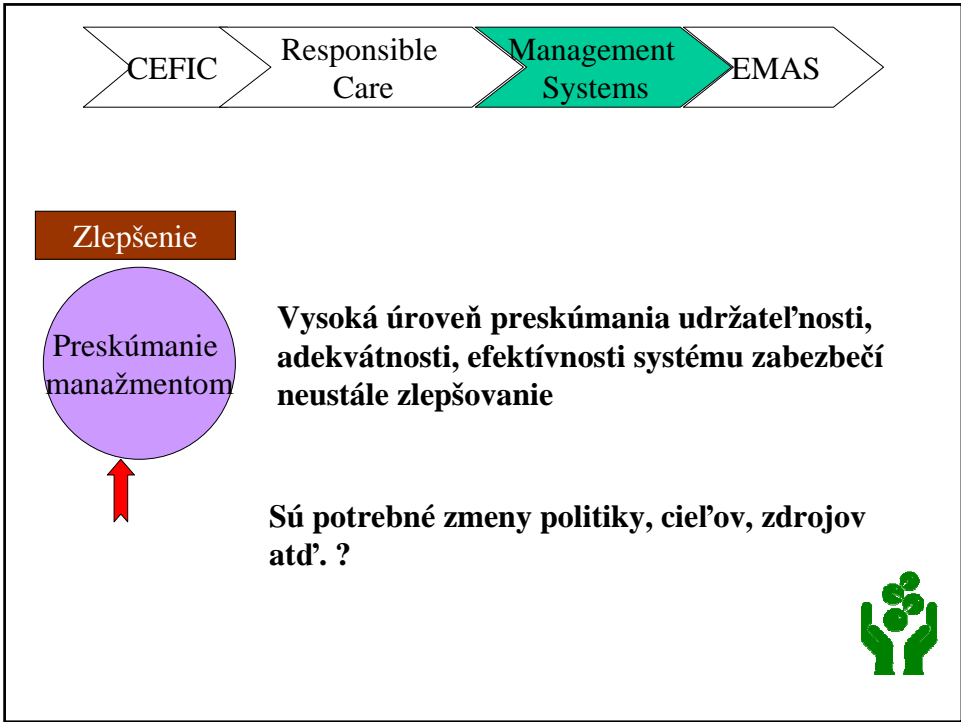 CEFIC
Responsible
Care
Management
Systems
EMAS
Zlepšenie
Preskúmanie
manažmentom
Vysoká úroveň preskúmania udržateľnosti,
adekvátnosti, efektívnosti systému zabezbečí
neustále zlepšovanie
Sú potrebné zmeny politiky, cieľov, zdrojov
atď. ?